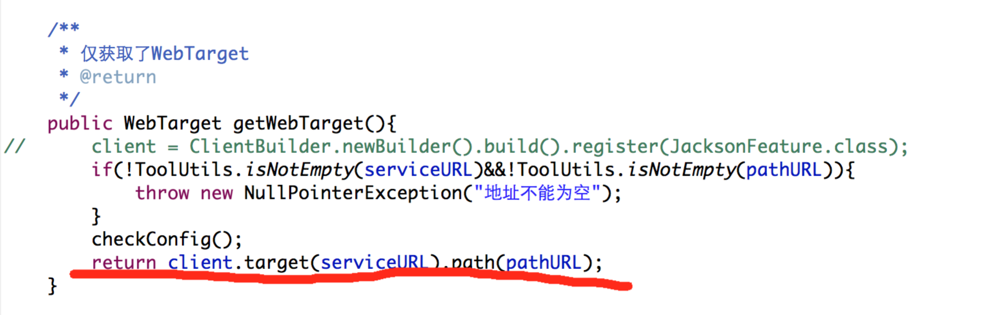 /**
* 仅获取了WebTarget
* @return
*/
public WebTarget getWebTarget(){
// client = ClientBuilder.newBuilder().build().register(JacksonFeature.class);
if(!ToolUtils.isNotEmpty(serviceURL)&&!ToolUtils.isNotEmpty(pathURL)){
throw new NullPointerException("地址不能为空");
}
checkConfig();
return client.target(serviceURL).path(pathURL);
}